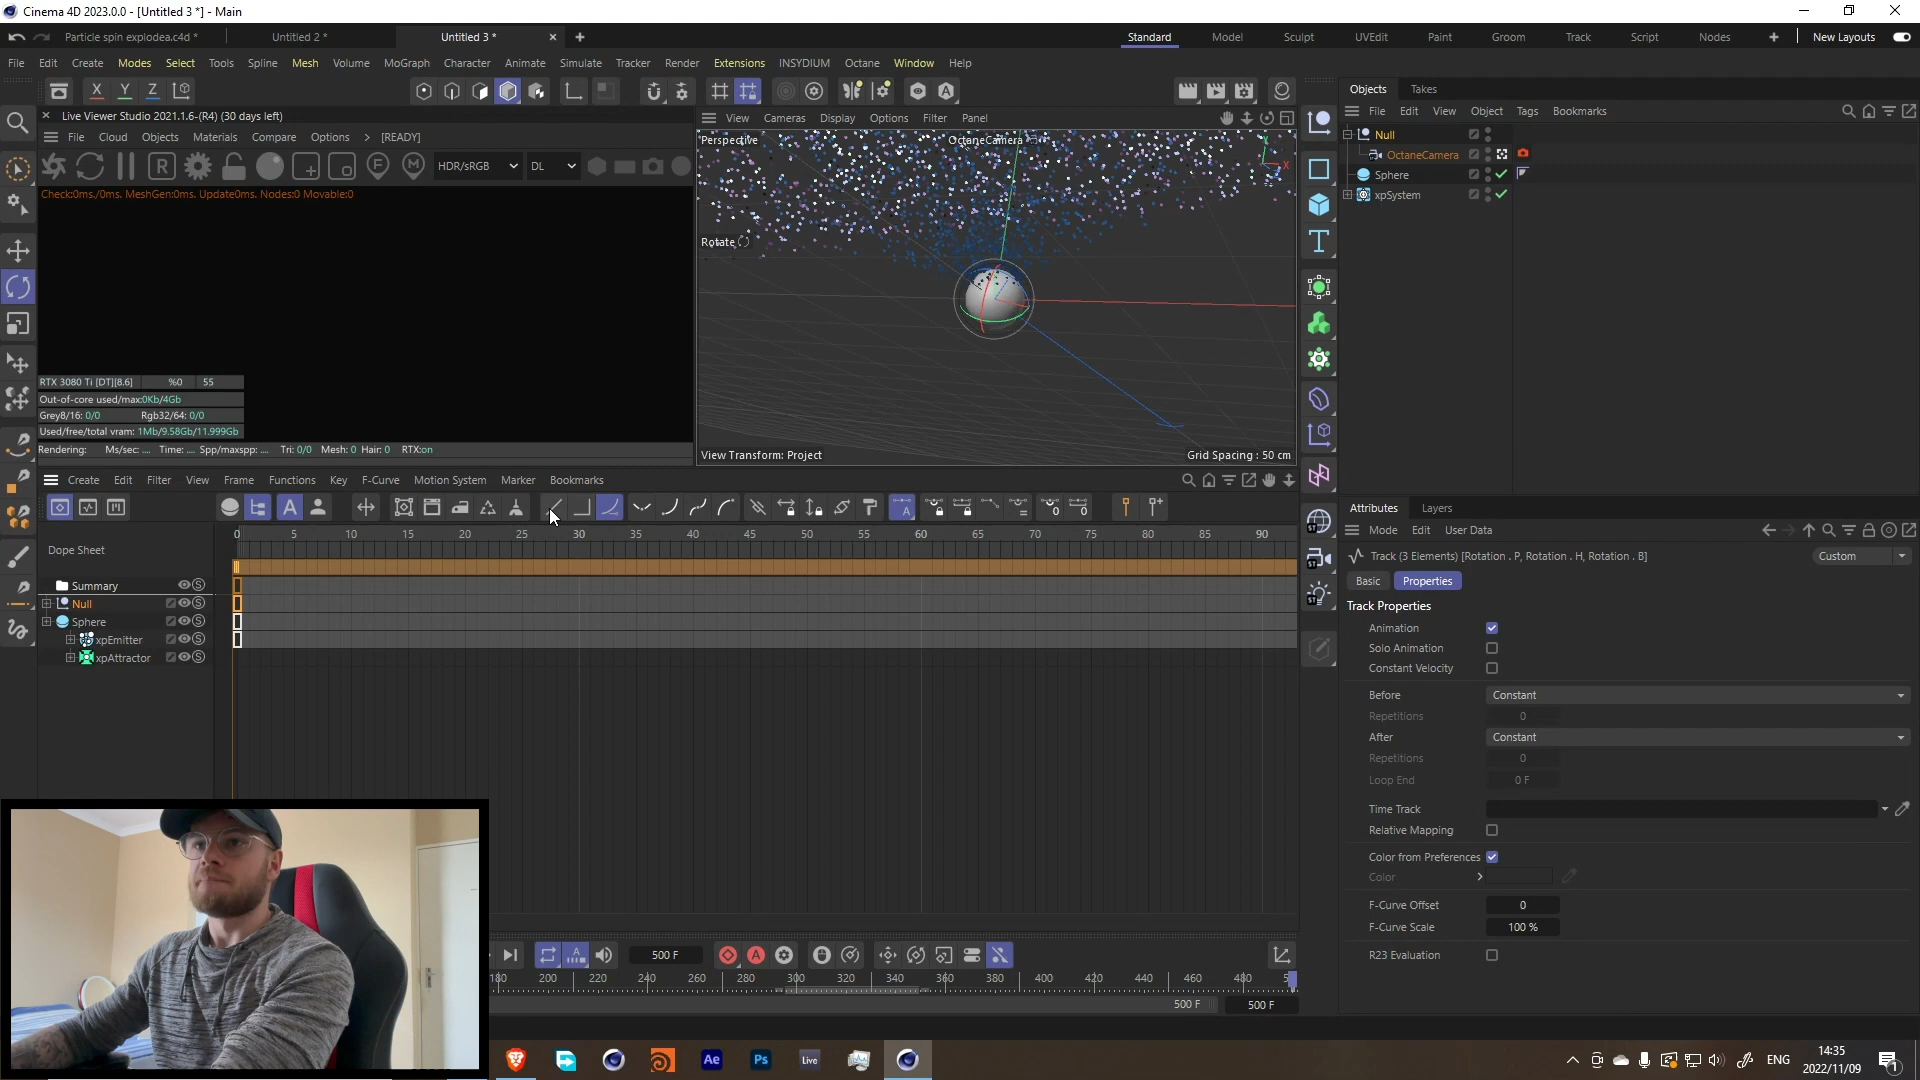 Cinema 4D 2023.0.0 - [Untitled 3 *] - Main
Particle spin explodea.c4d *
Untitled 2 *
Untitled 3 *
Standard
Model
Sculpt
UVEdit
Paint
Groom
Track
Script
Nodes
New Layouts
File Edit Create Modes Select Tools Spline Mesh Volume MoGraph Character Animate Simulate Tracker Render Extensions INSYDIUM Octane Window Help
X Y Z
Live Viewer Studio 2021.1.6-(R4) (30 days left)
File Cloud Objects Materials Compare Options > [READY]
HDR/sRGB
DL
Check:0ms./0ms. MeshGen:0ms. Update0ms. Nodes:0 Movable:0
RTX 3080 Ti [DT][8.6] %0 55
Out-of-core used/max:0Kb/4Gb
Grey8/16: 0/0 Rgb32/64: 0/0
Used/free/total vram: 1Mb/9.58Gb/11.999Gb
Rendering: Ms/sec: .... Time: .... Spp/maxspp: .... Tri: 0/0 Mesh: 0 Hair: 0 RTX:on
View Cameras Display Options Filter Panel
Perspective
OctaneCamera
Rotate
View Transform: Project
Grid Spacing : 50 cm
Objects Takes
File Edit View Object Tags Bookmarks
Null
OctaneCamera
Sphere
xpSystem
Create Edit Filter View Frame Functions Key F-Curve Motion System Marker Bookmarks
0 5 10 15 20 25 30 35 40 45 50 55 60 65 70 75 80 85 90
Dope Sheet
Summary
Null
Sphere
xpEmitter
xpAttractor
Attributes Layers
Mode Edit User Data
Track (3 Elements) [Rotation . P, Rotation . H, Rotation . B]
Custom
Basic Properties
Track Properties
Animation
Solo Animation
Constant Velocity
Before Constant
Repetitions 0
After Constant
Repetitions 0
Loop End 0 F
Time Track
Relative Mapping
Color from Preferences
Color
F-Curve Offset 0
F-Curve Scale 100 %
R23 Evaluation
500 F
180 200 220 240 260 280 300 320 340 360 380 400 420 440 460 480
500 F
500 F
Ae
Ps
Live
ENG
14:35
2022/11/09